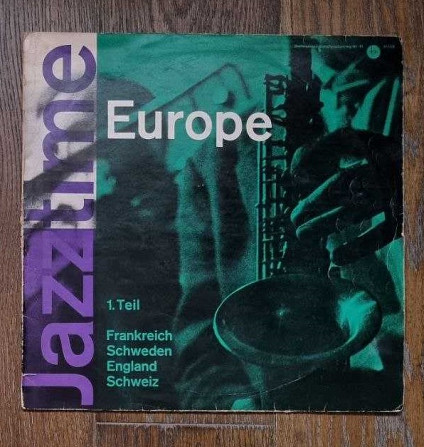 Jazztime
Europe
1. Teil
Frankreich
Schweden
England
Schweiz